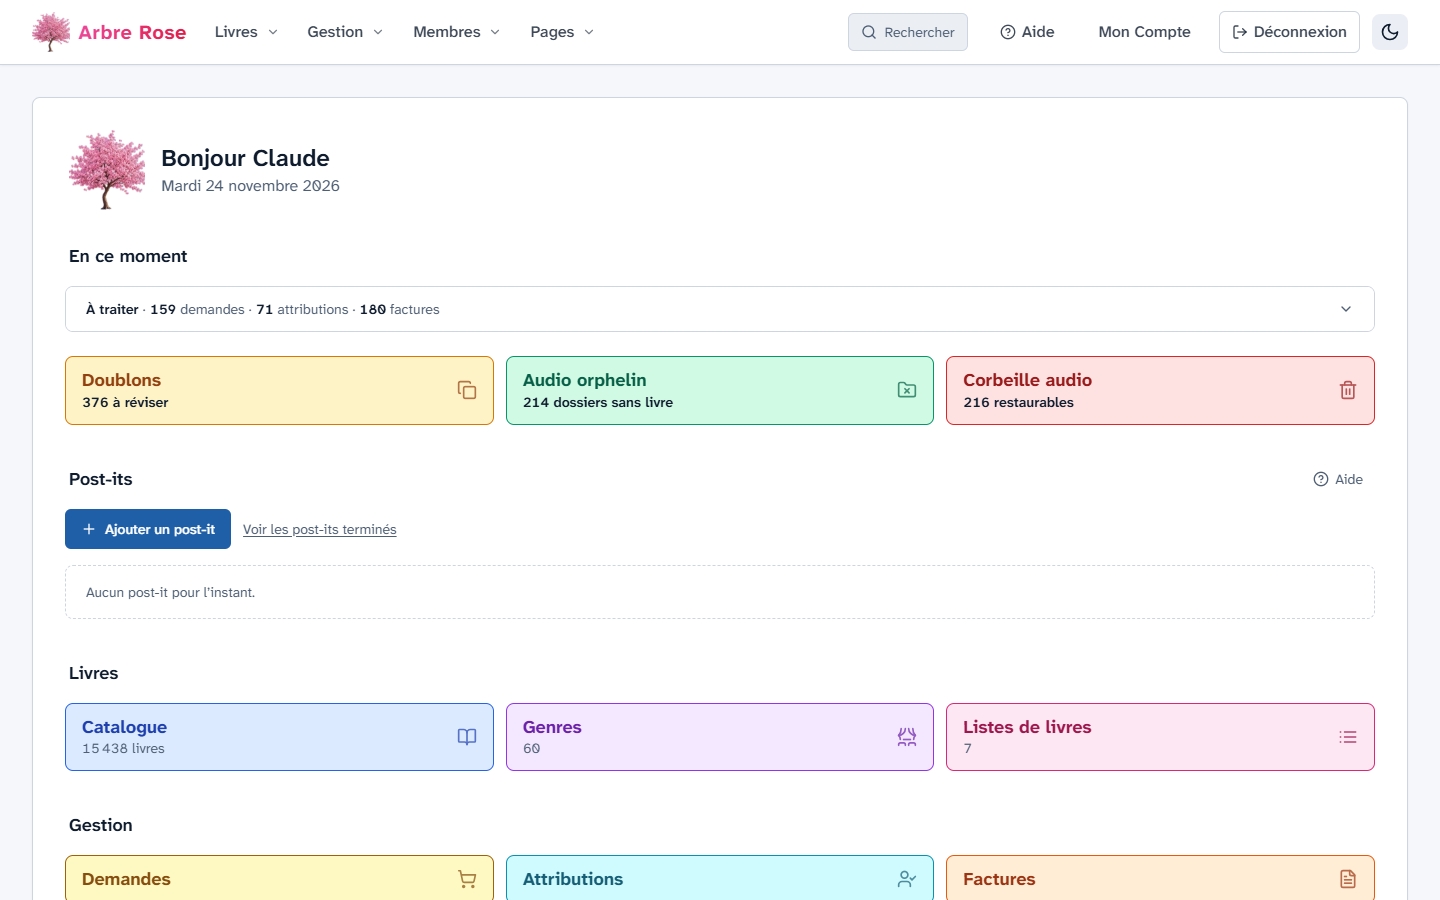 Arbre Rose Livres Gestion Membres Pages Rechercher Aide Mon Compte Déconnexion
Bonjour Claude
Mardi 24 novembre 2026
En ce moment
À traiter · 159 demandes · 71 attributions · 180 factures
Doublons
376 à réviser
Audio orphelin
214 dossiers sans livre
Corbeille audio
216 restaurables
Post-its
Aide
Ajouter un post-it
Voir les post-its terminés
Aucun post-it pour l’instant.
Livres
Catalogue
15 438 livres
Genres
60
Listes de livres
7
Gestion
Demandes
Attributions
Factures